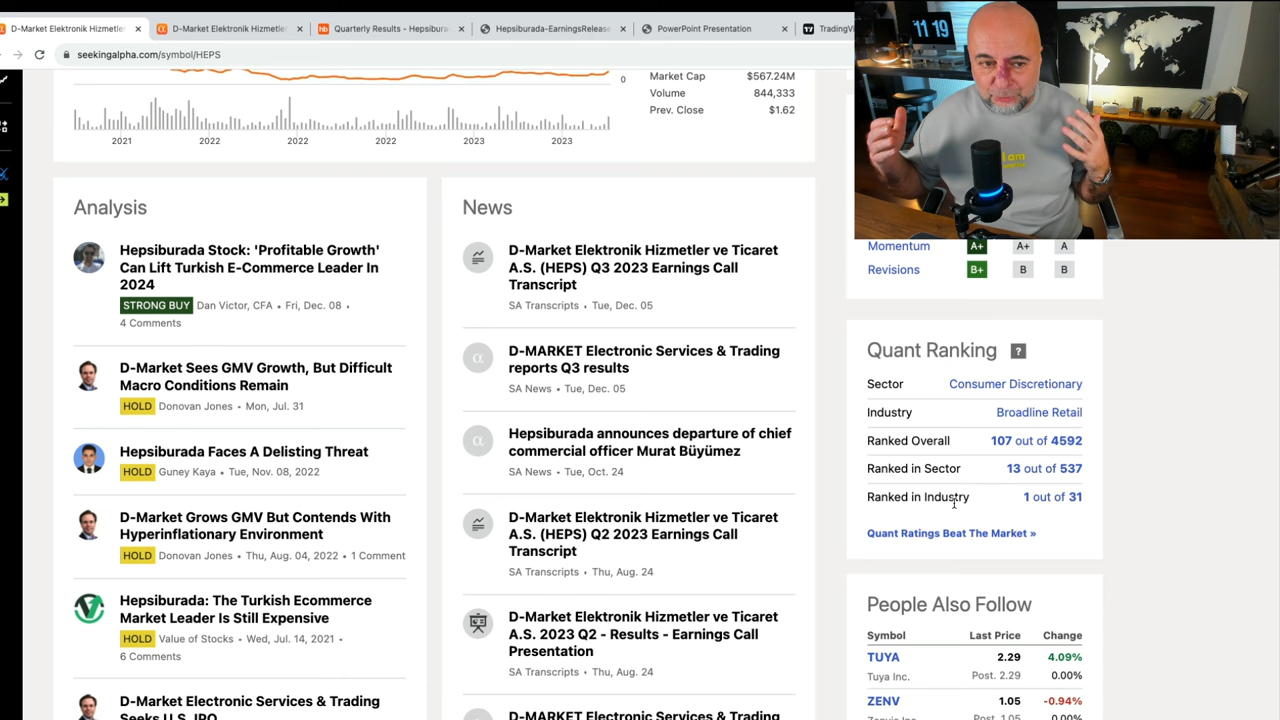 D-Market Elektronik Hizmetler
D-Market Elektronik Hizmetler
Quarterly Results - Hepsibura
Hepsiburada-EarningsRelease
PowerPoint Presentation
TradingVi
seekingalpha.com/symbol/HEPS
11 19
I am
0
Market Cap $567.24M
Volume 844,333
Prev. Close $1.62
2021 2022 2022 2022 2023 2023
Analysis
Hepsiburada Stock: 'Profitable Growth'
Can Lift Turkish E-Commerce Leader In
2024
STRONG BUY Dan Victor, CFA • Fri, Dec. 08 •
4 Comments
D-Market Sees GMV Growth, But Difficult
Macro Conditions Remain
HOLD Donovan Jones • Mon, Jul. 31
Hepsiburada Faces A Delisting Threat
HOLD Guney Kaya • Tue, Nov. 08, 2022
D-Market Grows GMV But Contends With
Hyperinflationary Environment
HOLD Donovan Jones • Thu, Aug. 04, 2022 • 1 Comment
Hepsiburada: The Turkish Ecommerce
Market Leader Is Still Expensive
HOLD Value of Stocks • Wed, Jul. 14, 2021 •
6 Comments
D-Market Electronic Services & Trading
Seeks U.S. IPO
News
D-Market Elektronik Hizmetler ve Ticaret
A.S. (HEPS) Q3 2023 Earnings Call
Transcript
SA Transcripts • Tue, Dec. 05
D-MARKET Electronic Services & Trading
reports Q3 results
SA News • Tue, Dec. 05
Hepsiburada announces departure of chief
commercial officer Murat Büyümez
SA News • Tue, Oct. 24
D-Market Elektronik Hizmetler ve Ticaret
A.S. (HEPS) Q2 2023 Earnings Call
Transcript
SA Transcripts • Thu, Aug. 24
D-Market Elektronik Hizmetler ve Ticaret
A.S. 2023 Q2 - Results - Earnings Call
Presentation
SA Transcripts • Thu, Aug. 24
D-MARKET Electronic Services & Trading
Momentum A+ A+ A
Revisions B+ B B
Quant Ranking ?
Sector Consumer Discretionary
Industry Broadline Retail
Ranked Overall 107 out of 4592
Ranked in Sector 13 out of 537
Ranked in Industry 1 out of 31
Quant Ratings Beat The Market »
People Also Follow
Symbol Last Price Change
TUYA 2.29 4.09%
Tuya Inc. Post. 2.29 0.00%
ZENV 1.05 -0.94%
Zenvia Inc. Post. 1.05 0.00%